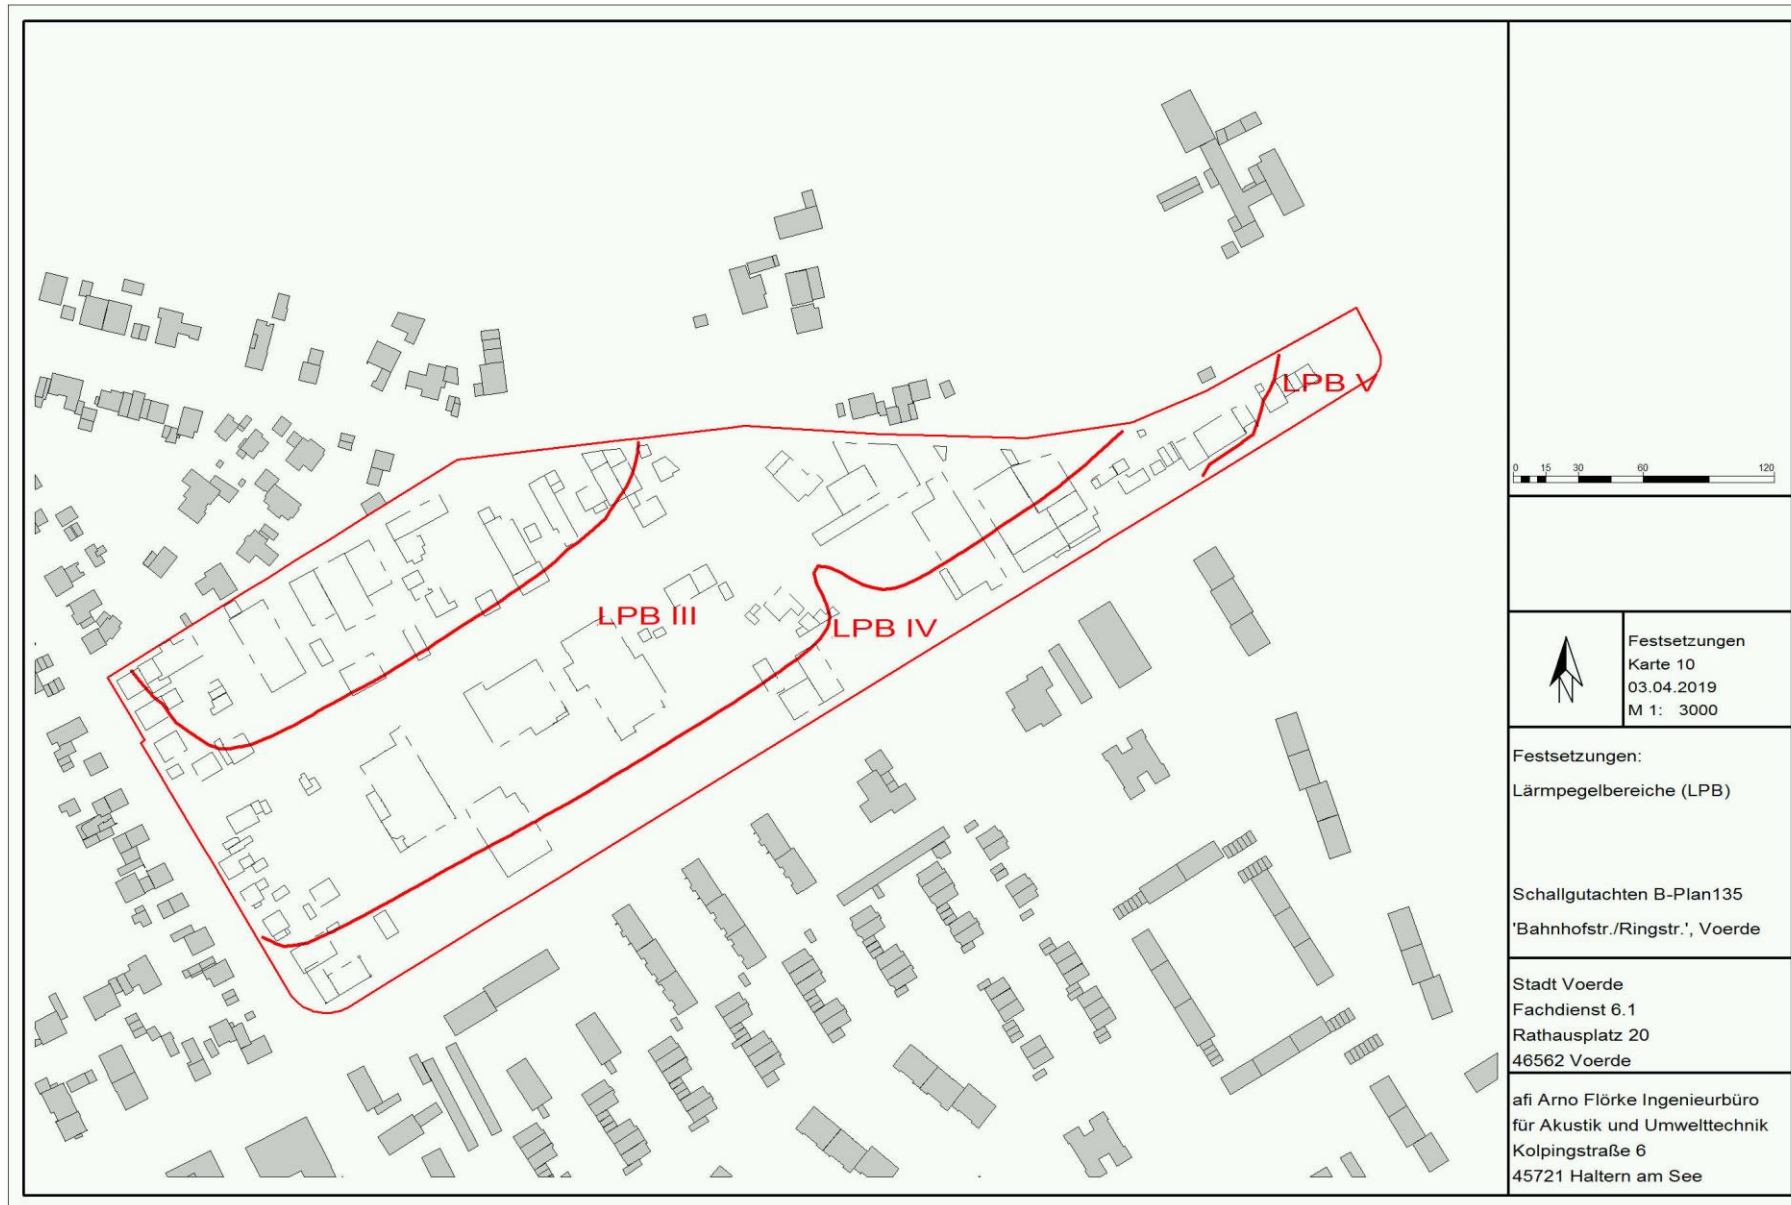 LPB V
LPB III
LPB IV
0 15 30 60 120
Festsetzungen
Karte 10
03.04.2019
M 1: 3000
Festsetzungen:
Lärmpegelbereiche (LPB)
Schallgutachten B-Plan135
'Bahnhofstr./Ringstr.', Voerde
Stadt Voerde
Fachdienst 6.1
Rathausplatz 20
46562 Voerde
afi Arno Flörke Ingenieurbüro
für Akustik und Umwelttechnik
Kolpingstraße 6
45721 Haltern am See